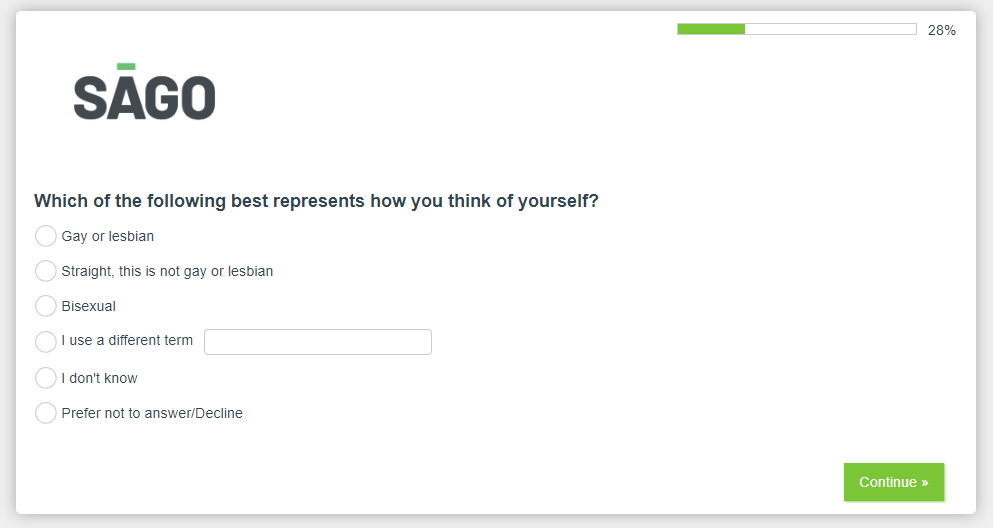 28%
SĀGO
Which of the following best represents how you think of yourself?
Gay or lesbian
Straight, this is not gay or lesbian
Bisexual
I use a different term
I don't know
Prefer not to answer/Decline
Continue »